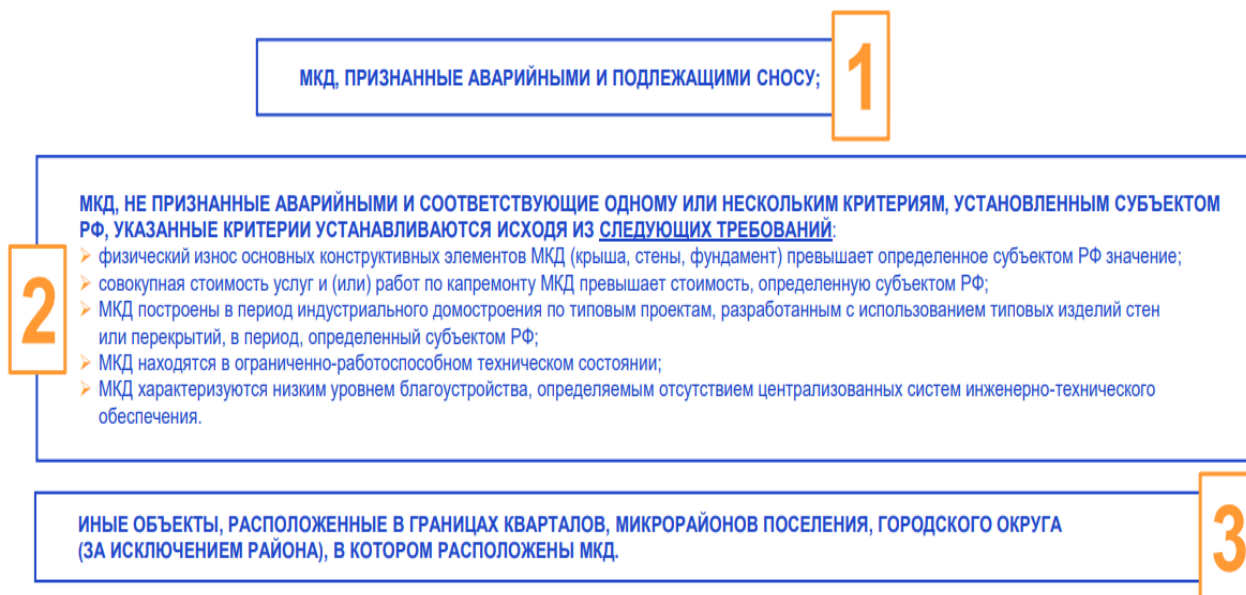 МКД, ПРИЗНАННЫЕ АВАРИЙНЫМИ И ПОДЛЕЖАЩИМИ СНОСУ;
1
МКД, НЕ ПРИЗНАННЫЕ АВАРИЙНЫМИ И СООТВЕТСТВУЮЩИЕ ОДНОМУ ИЛИ НЕСКОЛЬКИМ КРИТЕРИЯМ, УСТАНОВЛЕННЫМ СУБЪЕКТОМ
РФ, УКАЗАННЫЕ КРИТЕРИИ УСТАНАВЛИВАЮТСЯ ИСХОДЯ ИЗ СЛЕДУЮЩИХ ТРЕБОВАНИЙ:
➢ физический износ основных конструктивных элементов МКД (крыша, стены, фундамент) превышает определенное субъектом РФ значение;
➢ совокупная стоимость услуг и (или) работ по капремонту МКД превышает стоимость, определенную субъектом РФ;
➢ МКД построены в период индустриального домостроения по типовым проектам, разработанным с использованием типовых изделий стен
или перекрытий, в период, определенный субъектом РФ;
➢ МКД находятся в ограниченно-работоспособном техническом состоянии;
➢ МКД характеризуются низким уровнем благоустройства, определяемым отсутствием централизованных систем инженерно-технического
обеспечения.
2
ИНЫЕ ОБЪЕКТЫ, РАСПОЛОЖЕННЫЕ В ГРАНИЦАХ КВАРТАЛОВ, МИКРОРАЙОНОВ ПОСЕЛЕНИЯ, ГОРОДСКОГО ОКРУГА
(ЗА ИСКЛЮЧЕНИЕМ РАЙОНА), В КОТОРОМ РАСПОЛОЖЕНЫ МКД.
3